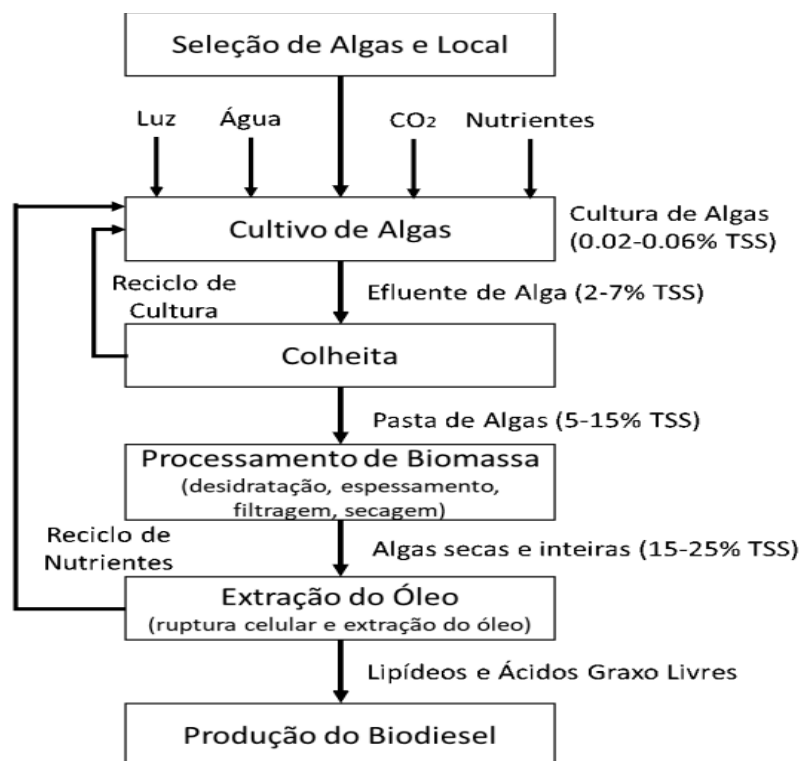 Seleção de Algas e Local
Luz
Água
CO₂
Nutrientes
Cultivo de Algas
Cultura de Algas
(0.02-0.06% TSS)
Reciclo de
Cultura
Efluente de Alga (2-7% TSS)
Colheita
Pasta de Algas (5-15% TSS)
Processamento de Biomassa
(desidratação, espessamento,
filtragem, secagem)
Reciclo de
Nutrientes
Algas secas e inteiras (15-25% TSS)
Extração do Óleo
(ruptura celular e extração do óleo)
Lipídeos e Ácidos Graxo Livres
Produção do Biodiesel